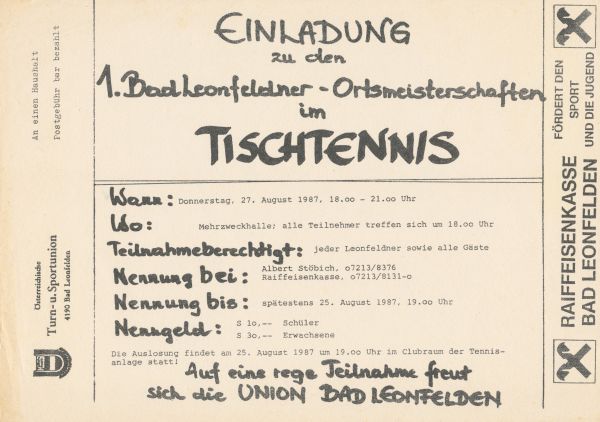 EINLADUNG
zu den
1. Bad Leonfeldner - Ortsmeisterschaften
im
TISCHTENNIS
Wann: Donnerstag, 27. August 1987, 18.oo - 21.oo Uhr
Wo: Mehrzweckhalle; alle Teilnehmer treffen sich um 18.oo Uhr
Teilnahmeberechtigt: jeder Leonfeldner sowie alle Gäste
Nennung bei: Albert Stöbich, o7213/8376
Raiffeisenkasse, o7213/8131-o
Nennung bis: spätestens 25. August 1987, 19.oo Uhr
Nenngeld: S 1o,-- Schüler
S 3o,-- Erwachsene
Die Auslosung findet am 25. August 1987 um 19.oo Uhr im Clubraum der Tennis-
anlage statt!
Auf eine rege Teilnahme freut
sich die UNION BAD LEONFELDEN
An einen Haushalt
Postgebühr bar bezahlt
Österreichische
Turn- u. Sportunion
4190 Bad Leonfelden
RAIFFEISENKASSE
BAD LEONFELDEN
FÖRDERT DEN
SPORT
UND DIE JUGEND